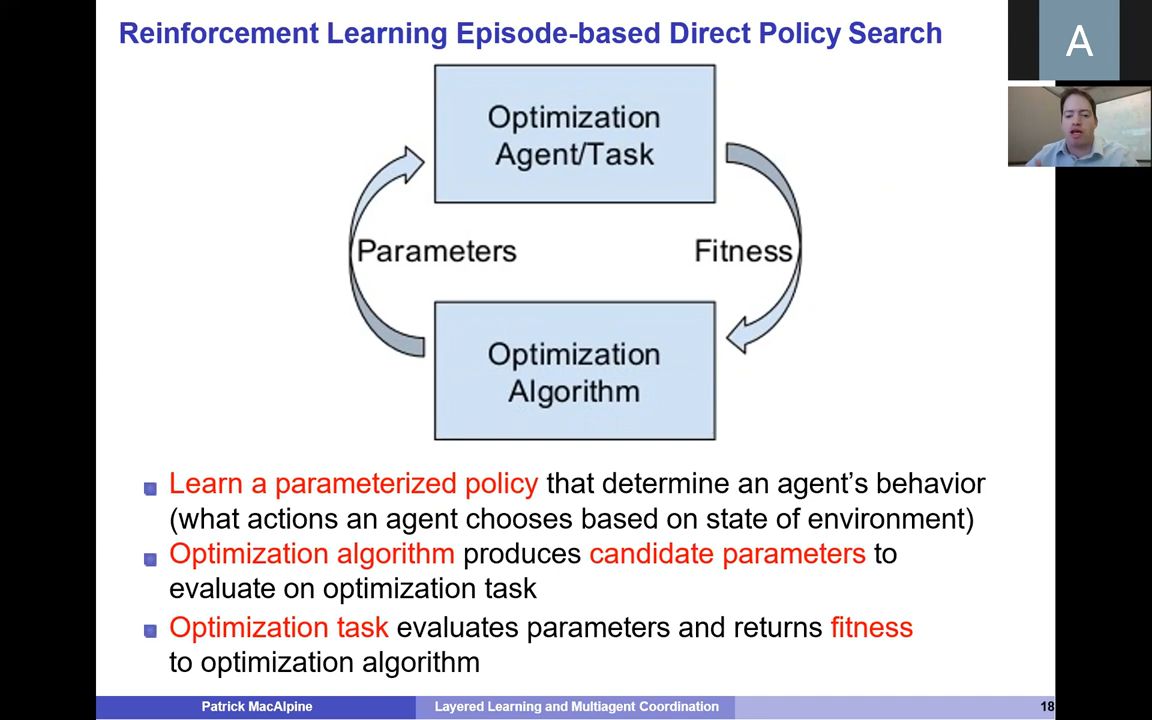 Reinforcement Learning Episode-based Direct Policy Search
A
Optimization
Agent/Task
Parameters
Fitness
Optimization
Algorithm
Learn a parameterized policy that determine an agent’s behavior
(what actions an agent chooses based on state of environment)
Optimization algorithm produces candidate parameters to
evaluate on optimization task
Optimization task evaluates parameters and returns fitness
to optimization algorithm
Patrick MacAlpine
Layered Learning and Multiagent Coordination
18